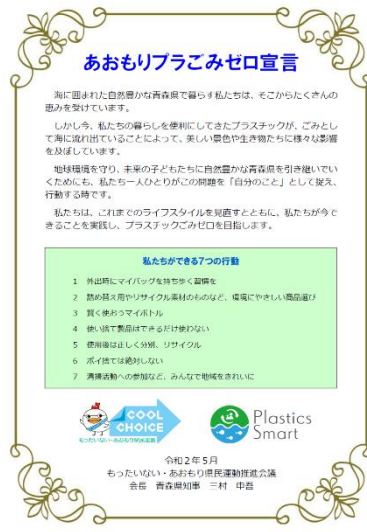 あおもりプラごみゼロ宣言
海に囲まれた自然豊かな青森県で暮らす私たちは、そこからたくさんの
恵みを受けています。
しかし今、私たちの暮らしを便利にしてきたプラスチックが、ごみとし
て海に流れ出ていることによって、美しい景色や生き物たちに様々な影響
を及ぼしています。
地球環境を守り、未来の子どもたちに自然豊かな青森県を引き継いでい
くためにも、私たち一人ひとりがこの問題を「自分のこと」として捉え、
行動する時です。
私たちは、これまでのライフスタイルを見直すとともに、私たちが今で
きることを実践し、プラスチックごみゼロを目指します。
私たちができる7つの行動
1 外出時にマイバッグを持ち歩く習慣を
2 詰め替え用やリサイクル素材のものなど、環境にやさしい商品選び
3 賢く使おうマイボトル
4 使い捨て製品はできるだけ使わない
5 使用後は正しく分別、リサイクル
6 ポイ捨ては絶対しない
7 清掃活動への参加など、みんなで地域をきれいに
COOL
CHOICE
もったいない・あおもり県民運動
Plastics
Smart
令和2年5月
もったいない・あおもり県民運動推進会議
会長 青森県知事 三村 申吾